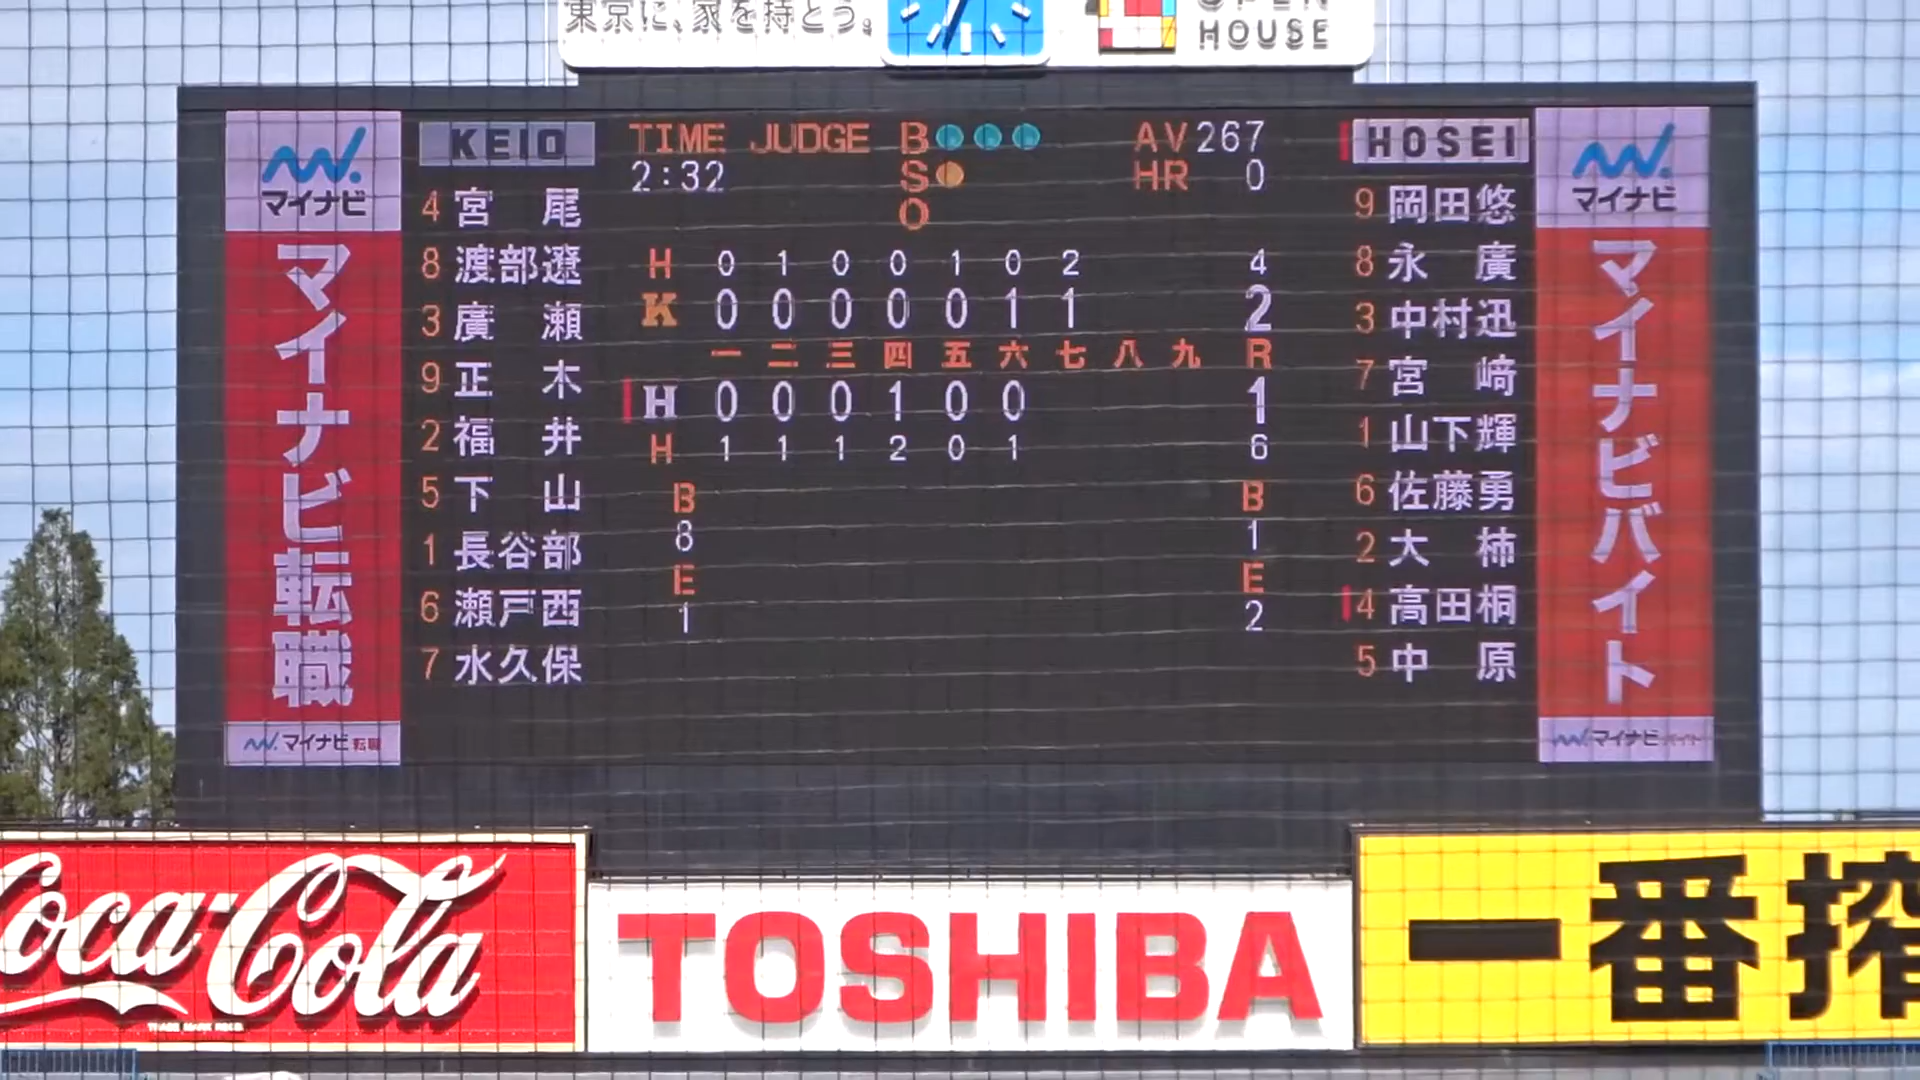 東京に、家を持とう。
OPEN
HOUSE
マイナビ
マイナビ転職
マイナビ 転職
KEIO
4 宮 尾
8 渡部遼
3 廣 瀬
9 正 木
2 福 井
5 下 山
1 長谷部
6 瀬戸西
7 水久保
TIME JUDGE B AV 267
2:32 S HR 0
O
H 0 1 0 0 1 0 2 4
K 0 0 0 0 0 1 1 2
一 二 三 四 五 六 七 八 九 R
H 0 0 0 1 0 0 1
H 1 1 1 2 0 1 6
B B
8 1
E E
1 2
HOSEI
9 岡田悠
8 永 廣
3 中村迅
7 宮 﨑
1 山下輝
6 佐藤勇
2 大 柿
4 高田桐
5 中 原
マイナビ
マイナビバイト
マイナビ バイト
Coca-Cola
TRADE MARK REGD.
TOSHIBA
一番搾